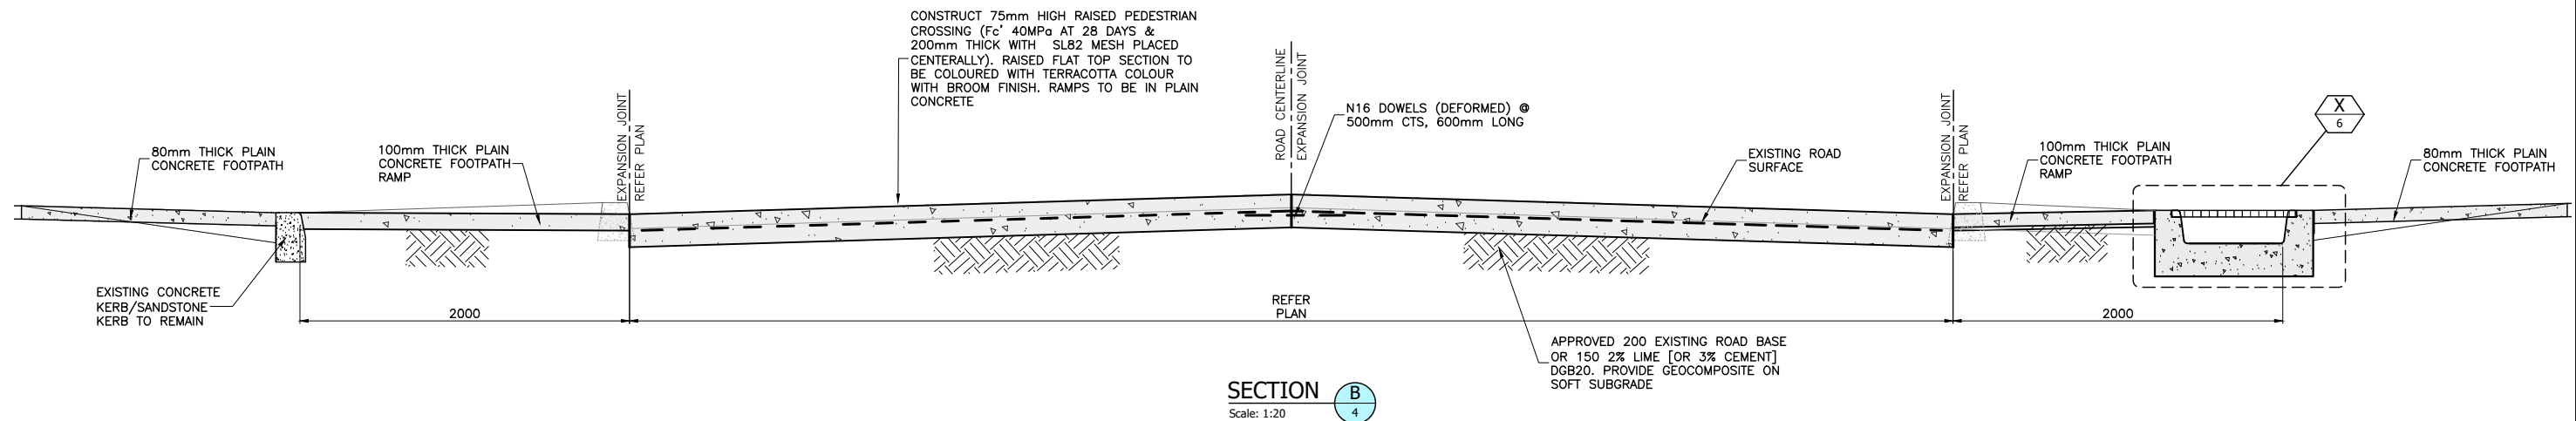 CONSTRUCT 75mm HIGH RAISED PEDESTRIAN
CROSSING (Fc' 40MPa AT 28 DAYS &
200mm THICK WITH SL82 MESH PLACED
CENTERALLY). RAISED FLAT TOP SECTION TO
BE COLOURED WITH TERRACOTTA COLOUR
WITH BROOM FINISH. RAMPS TO BE IN PLAIN
CONCRETE
80mm THICK PLAIN
CONCRETE FOOTPATH
100mm THICK PLAIN
CONCRETE FOOTPATH
RAMP
EXPANSION JOINT
REFER PLAN
ROAD CENTERLINE
EXPANSION JOINT
N16 DOWELS (DEFORMED) @
500mm CTS, 600mm LONG
EXISTING ROAD
SURFACE
EXPANSION JOINT
REFER PLAN
100mm THICK PLAIN
CONCRETE FOOTPATH
RAMP
X
6
80mm THICK PLAIN
CONCRETE FOOTPATH
EXISTING CONCRETE
KERB/SANDSTONE
KERB TO REMAIN
2000
REFER
PLAN
2000
APPROVED 200 EXISTING ROAD BASE
OR 150 2% LIME [OR 3% CEMENT]
DGB20. PROVIDE GEOCOMPOSITE ON
SOFT SUBGRADE
SECTION
Scale: 1:20
B
4